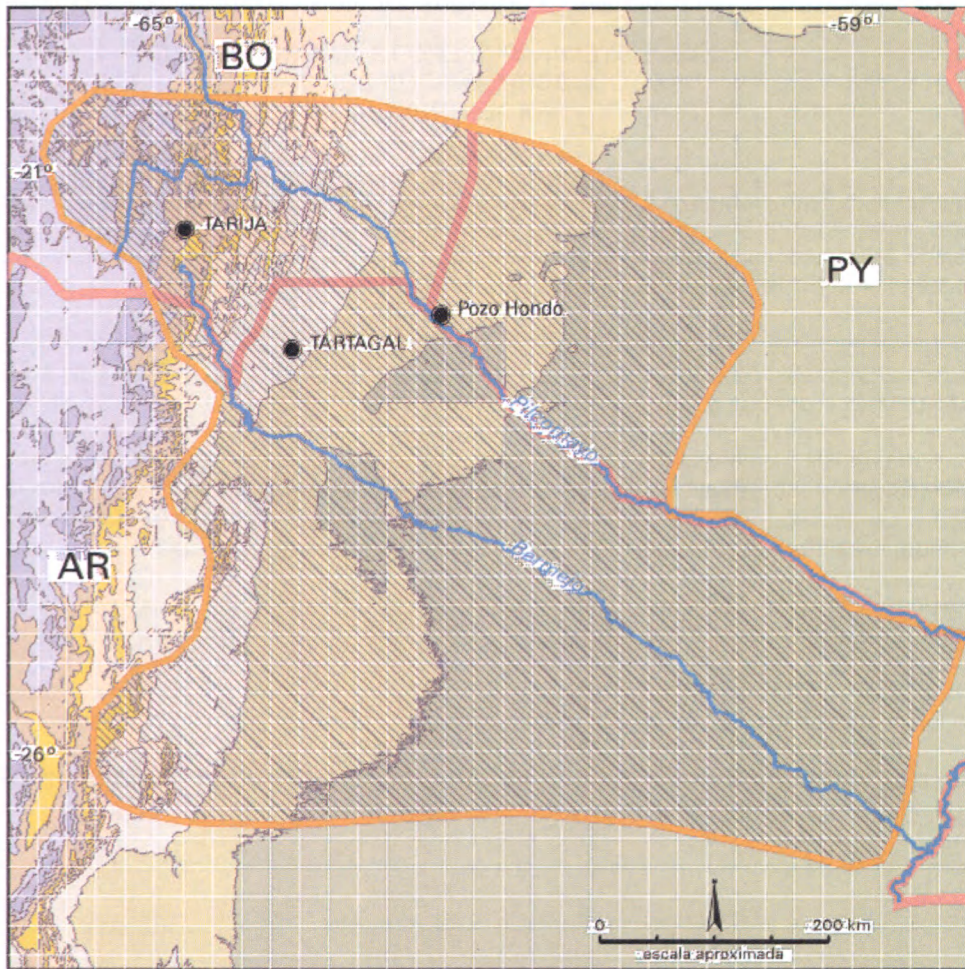 -65°
-59°
BO
-21°
TARIJA
PY
Pozo Hondo
TARTAGAL
Pilcomayo
Bermejo
AR
-26°
0
200 km
escala aproximada